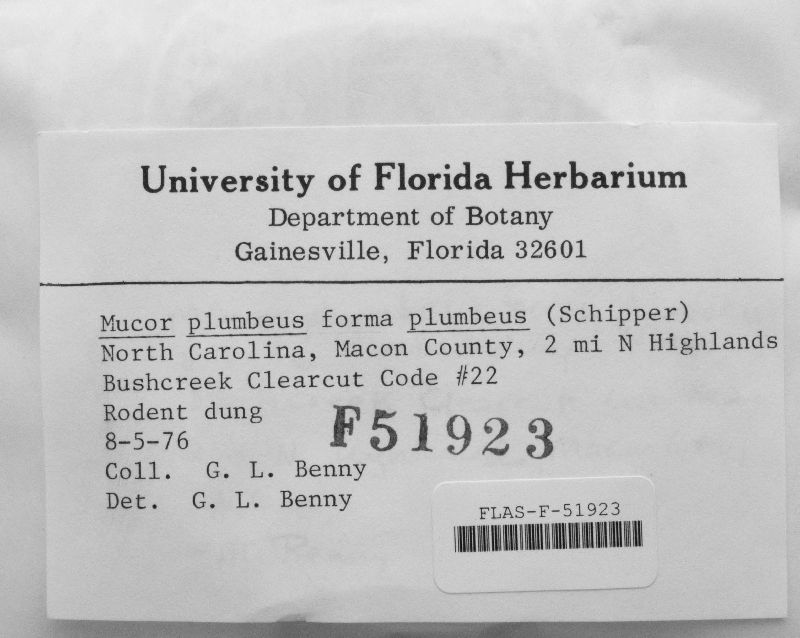 University of Florida Herbarium
Department of Botany
Gainesville, Florida 32601
Mucor plumbeus forma plumbeus (Schipper)
North Carolina, Macon County, 2 mi N Highlands
Bushcreek Clearcut Code #22
Rodent dung
8-5-76
F51923
Coll. G. L. Benny
Det. G. L. Benny
FLAS-F-51923